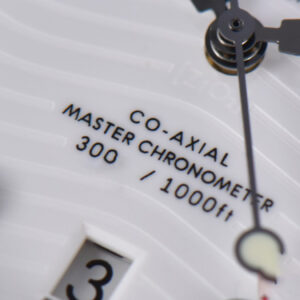 CO-AXIAL
MASTER CHRONOMETER
300 / 1000ft
3